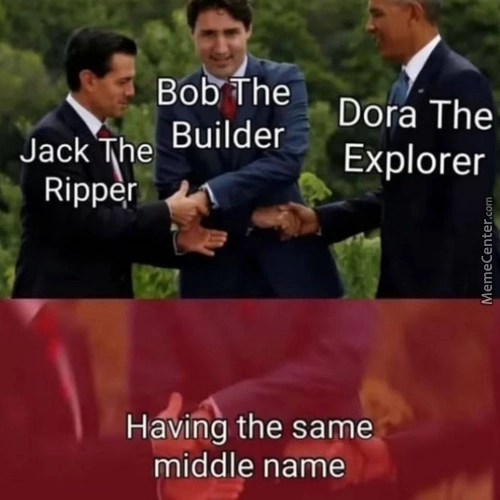 Bob The
Builder
Dora The
Explorer
Jack The
Ripper
MemeCenter.com
Having the same
middle name